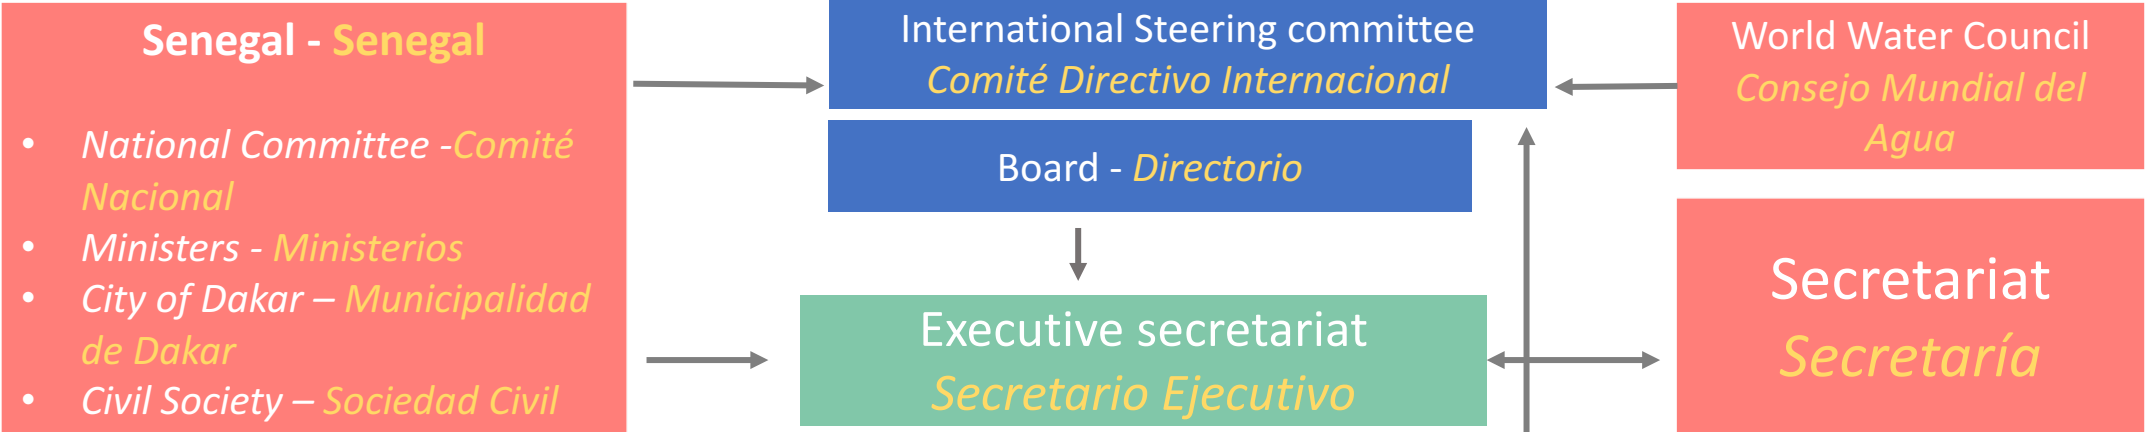 Senegal - Senegal
• National Committee -Comité
Nacional
• Ministers - Ministerios
• City of Dakar – Municipalidad
de Dakar
• Civil Society – Sociedad Civil
International Steering committee
Comité Directivo Internacional
Board - Directorio
Executive secretariat
Secretario Ejecutivo
World Water Council
Consejo Mundial del
Agua
Secretariat
Secretaría